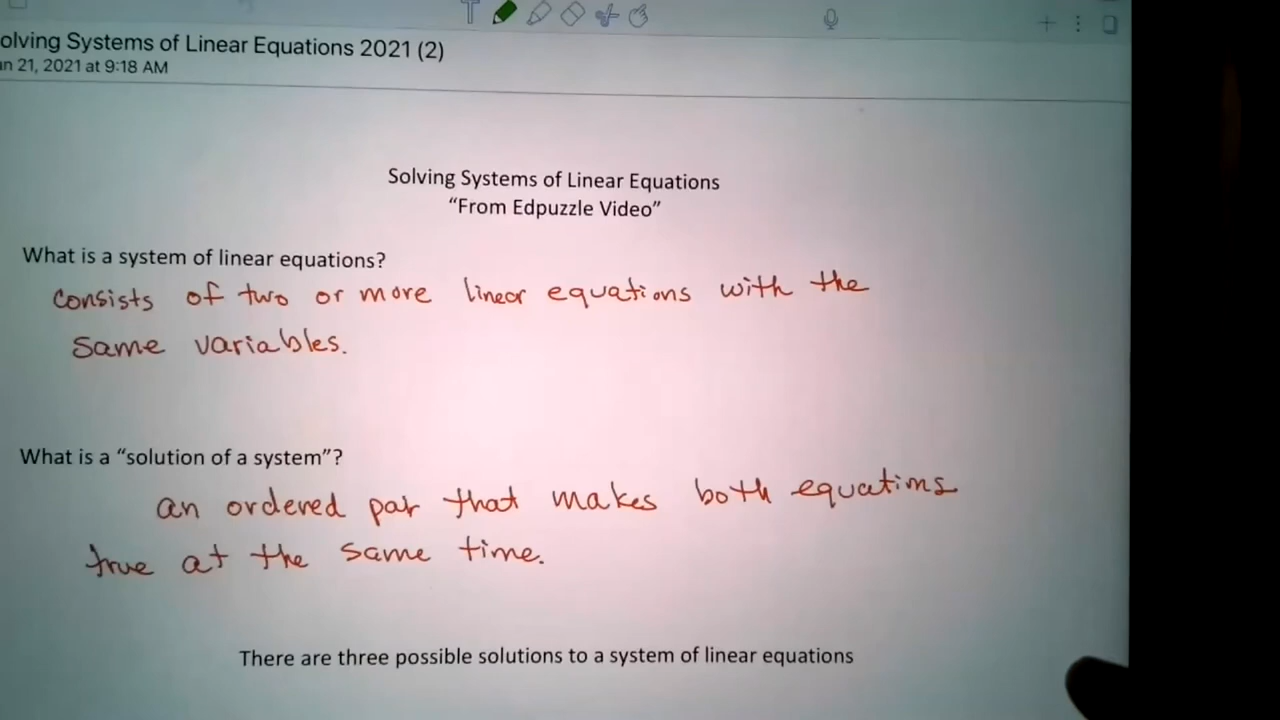 olving Systems of Linear Equations 2021 (2)
n 21, 2021 at 9:18 AM
Solving Systems of Linear Equations
“From Edpuzzle Video”
What is a system of linear equations?
consists of two or more linear equations with the
same variables.
What is a “solution of a system”?
an ordered pair that makes both equations
true at the same time.
There are three possible solutions to a system of linear equations